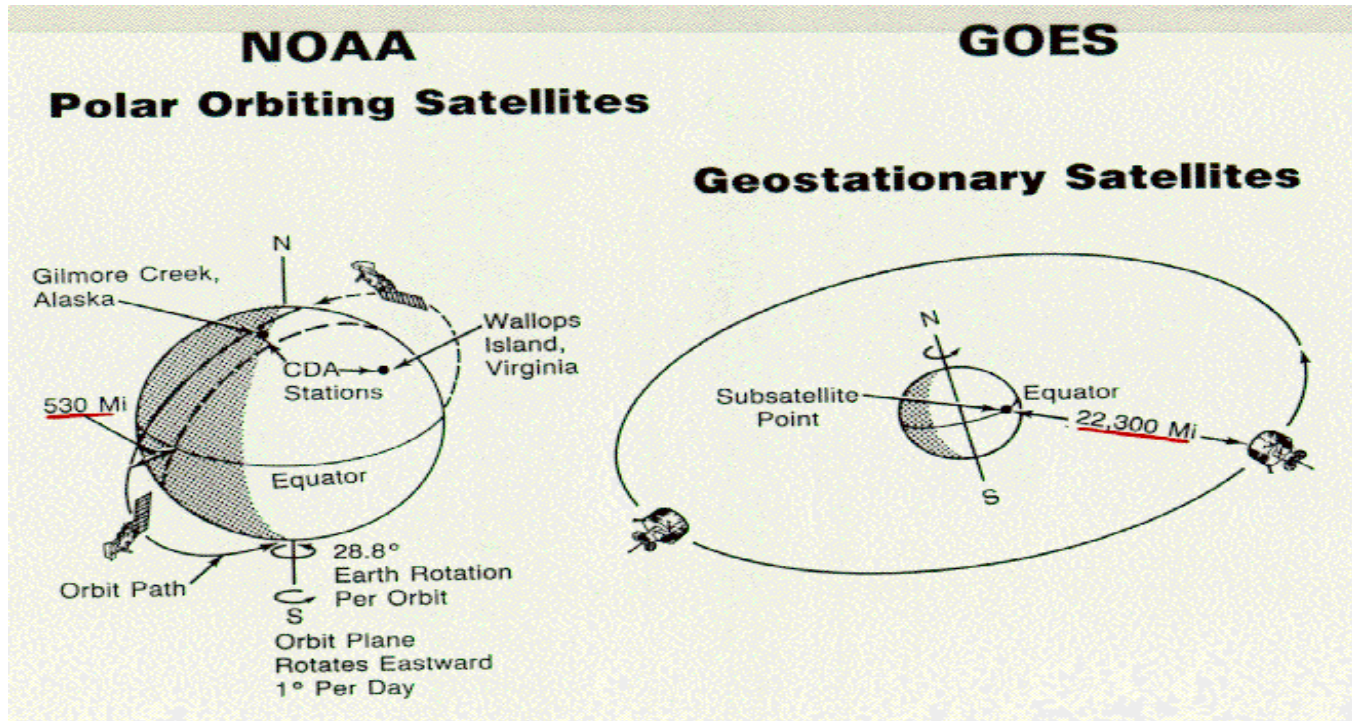 NOAA
Polar Orbiting Satellites
N
Gilmore Creek,
Alaska
Wallops
Island,
Virginia
CDA
Stations
530 Mi
Equator
28.8°
Earth Rotation
Per Orbit
Orbit Path
S
Orbit Plane
Rotates Eastward
1° Per Day
GOES
Geostationary Satellites
N
Subsatellite
Point
Equator
22,300 Mi
S